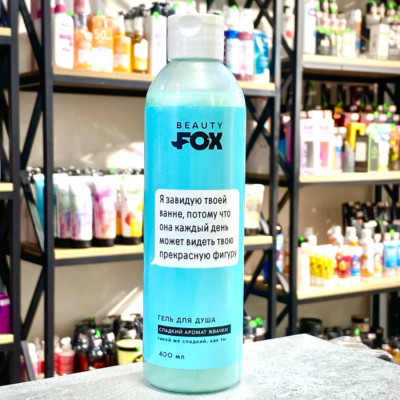 BEAUTY
FOX
Я завидую твоей
ванне, потому что
она каждый день
может видеть твою
прекрасную фигуру
ГЕЛЬ ДЛЯ ДУША
СЛАДКИЙ АРОМАТ ЖВАЧКИ
такой же сладкий, как ты
400 мл